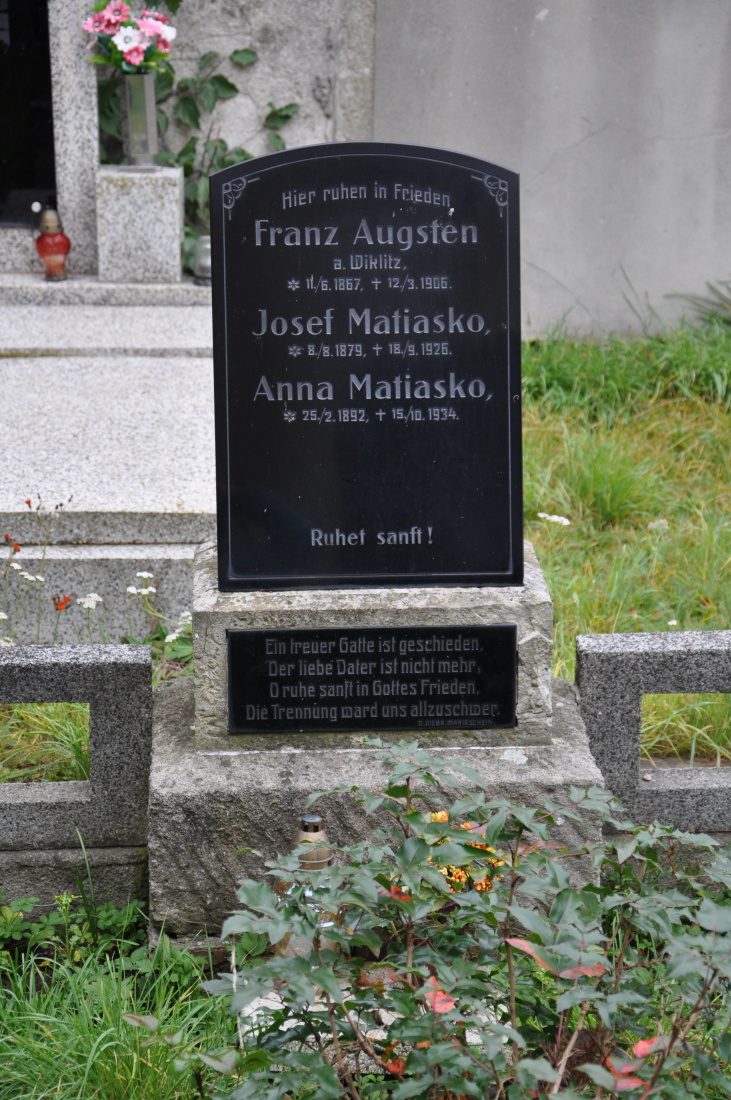 Hier ruhen in Frieden
Franz Augsten
a. Wiklitz,
* 11/6. 1867, + 12/3. 1906.
Josef Matiasko,
* 8./8. 1879, + 18./9. 1926.
Anna Matiasko,
* 25./2. 1892, + 15./10. 1934.
Ruhet sanft!
Ein treuer Gatte ist geschieden,
Der liebe Vater ist nicht mehr,
O ruhe sanft in Gottes Frieden,
Die Trennung ward uns allzuschwer.
MARIASCHEIN